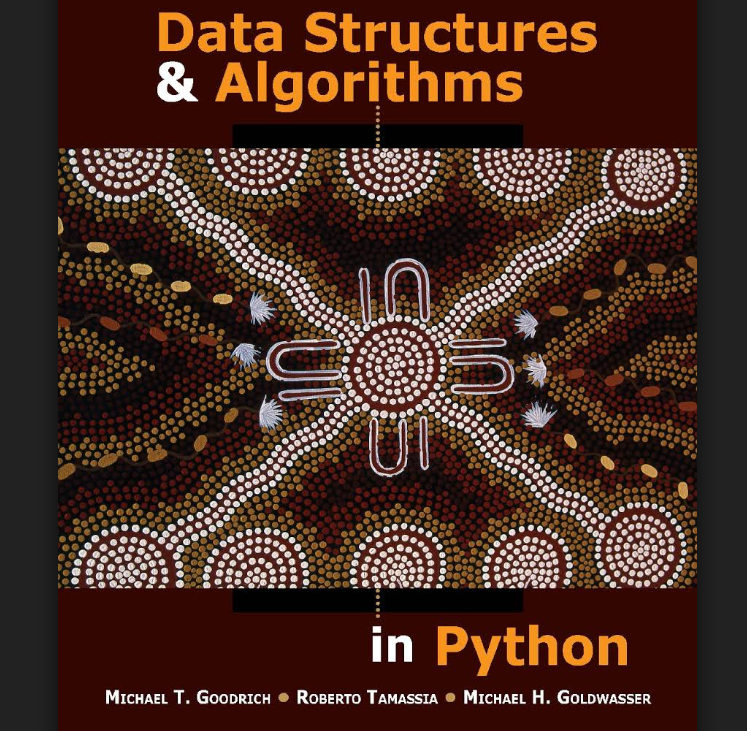 Data Structures
& Algorithms
in Python
MICHAEL T. GOODRICH • ROBERTO TAMASSIA • MICHAEL H. GOLDWASSER